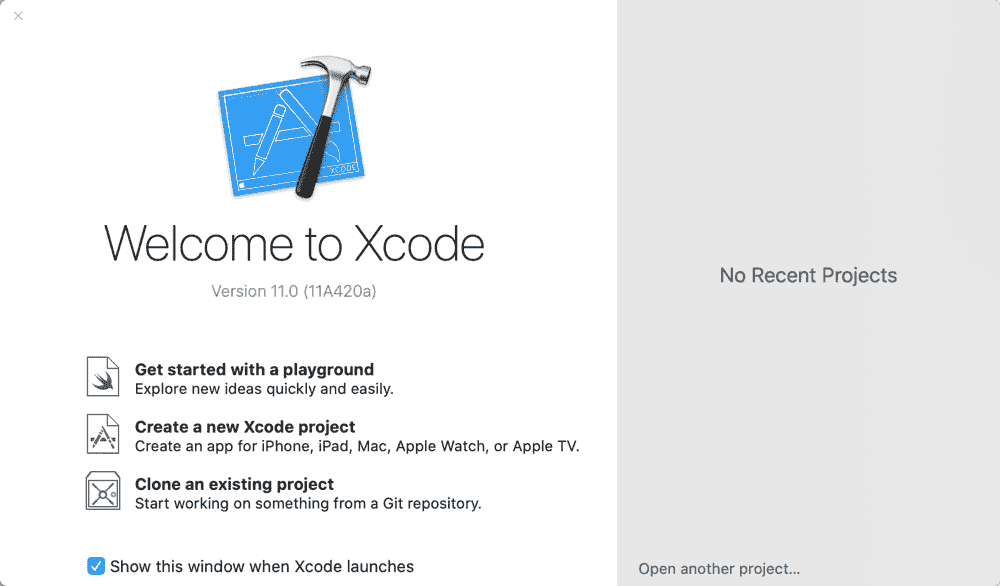 XCODE
Welcome to Xcode
Version 11.0 (11A420a)
Get started with a playground
Explore new ideas quickly and easily.
Create a new Xcode project
Create an app for iPhone, iPad, Mac, Apple Watch, or Apple TV.
Clone an existing project
Start working on something from a Git repository.
Show this window when Xcode launches
No Recent Projects
Open another project...